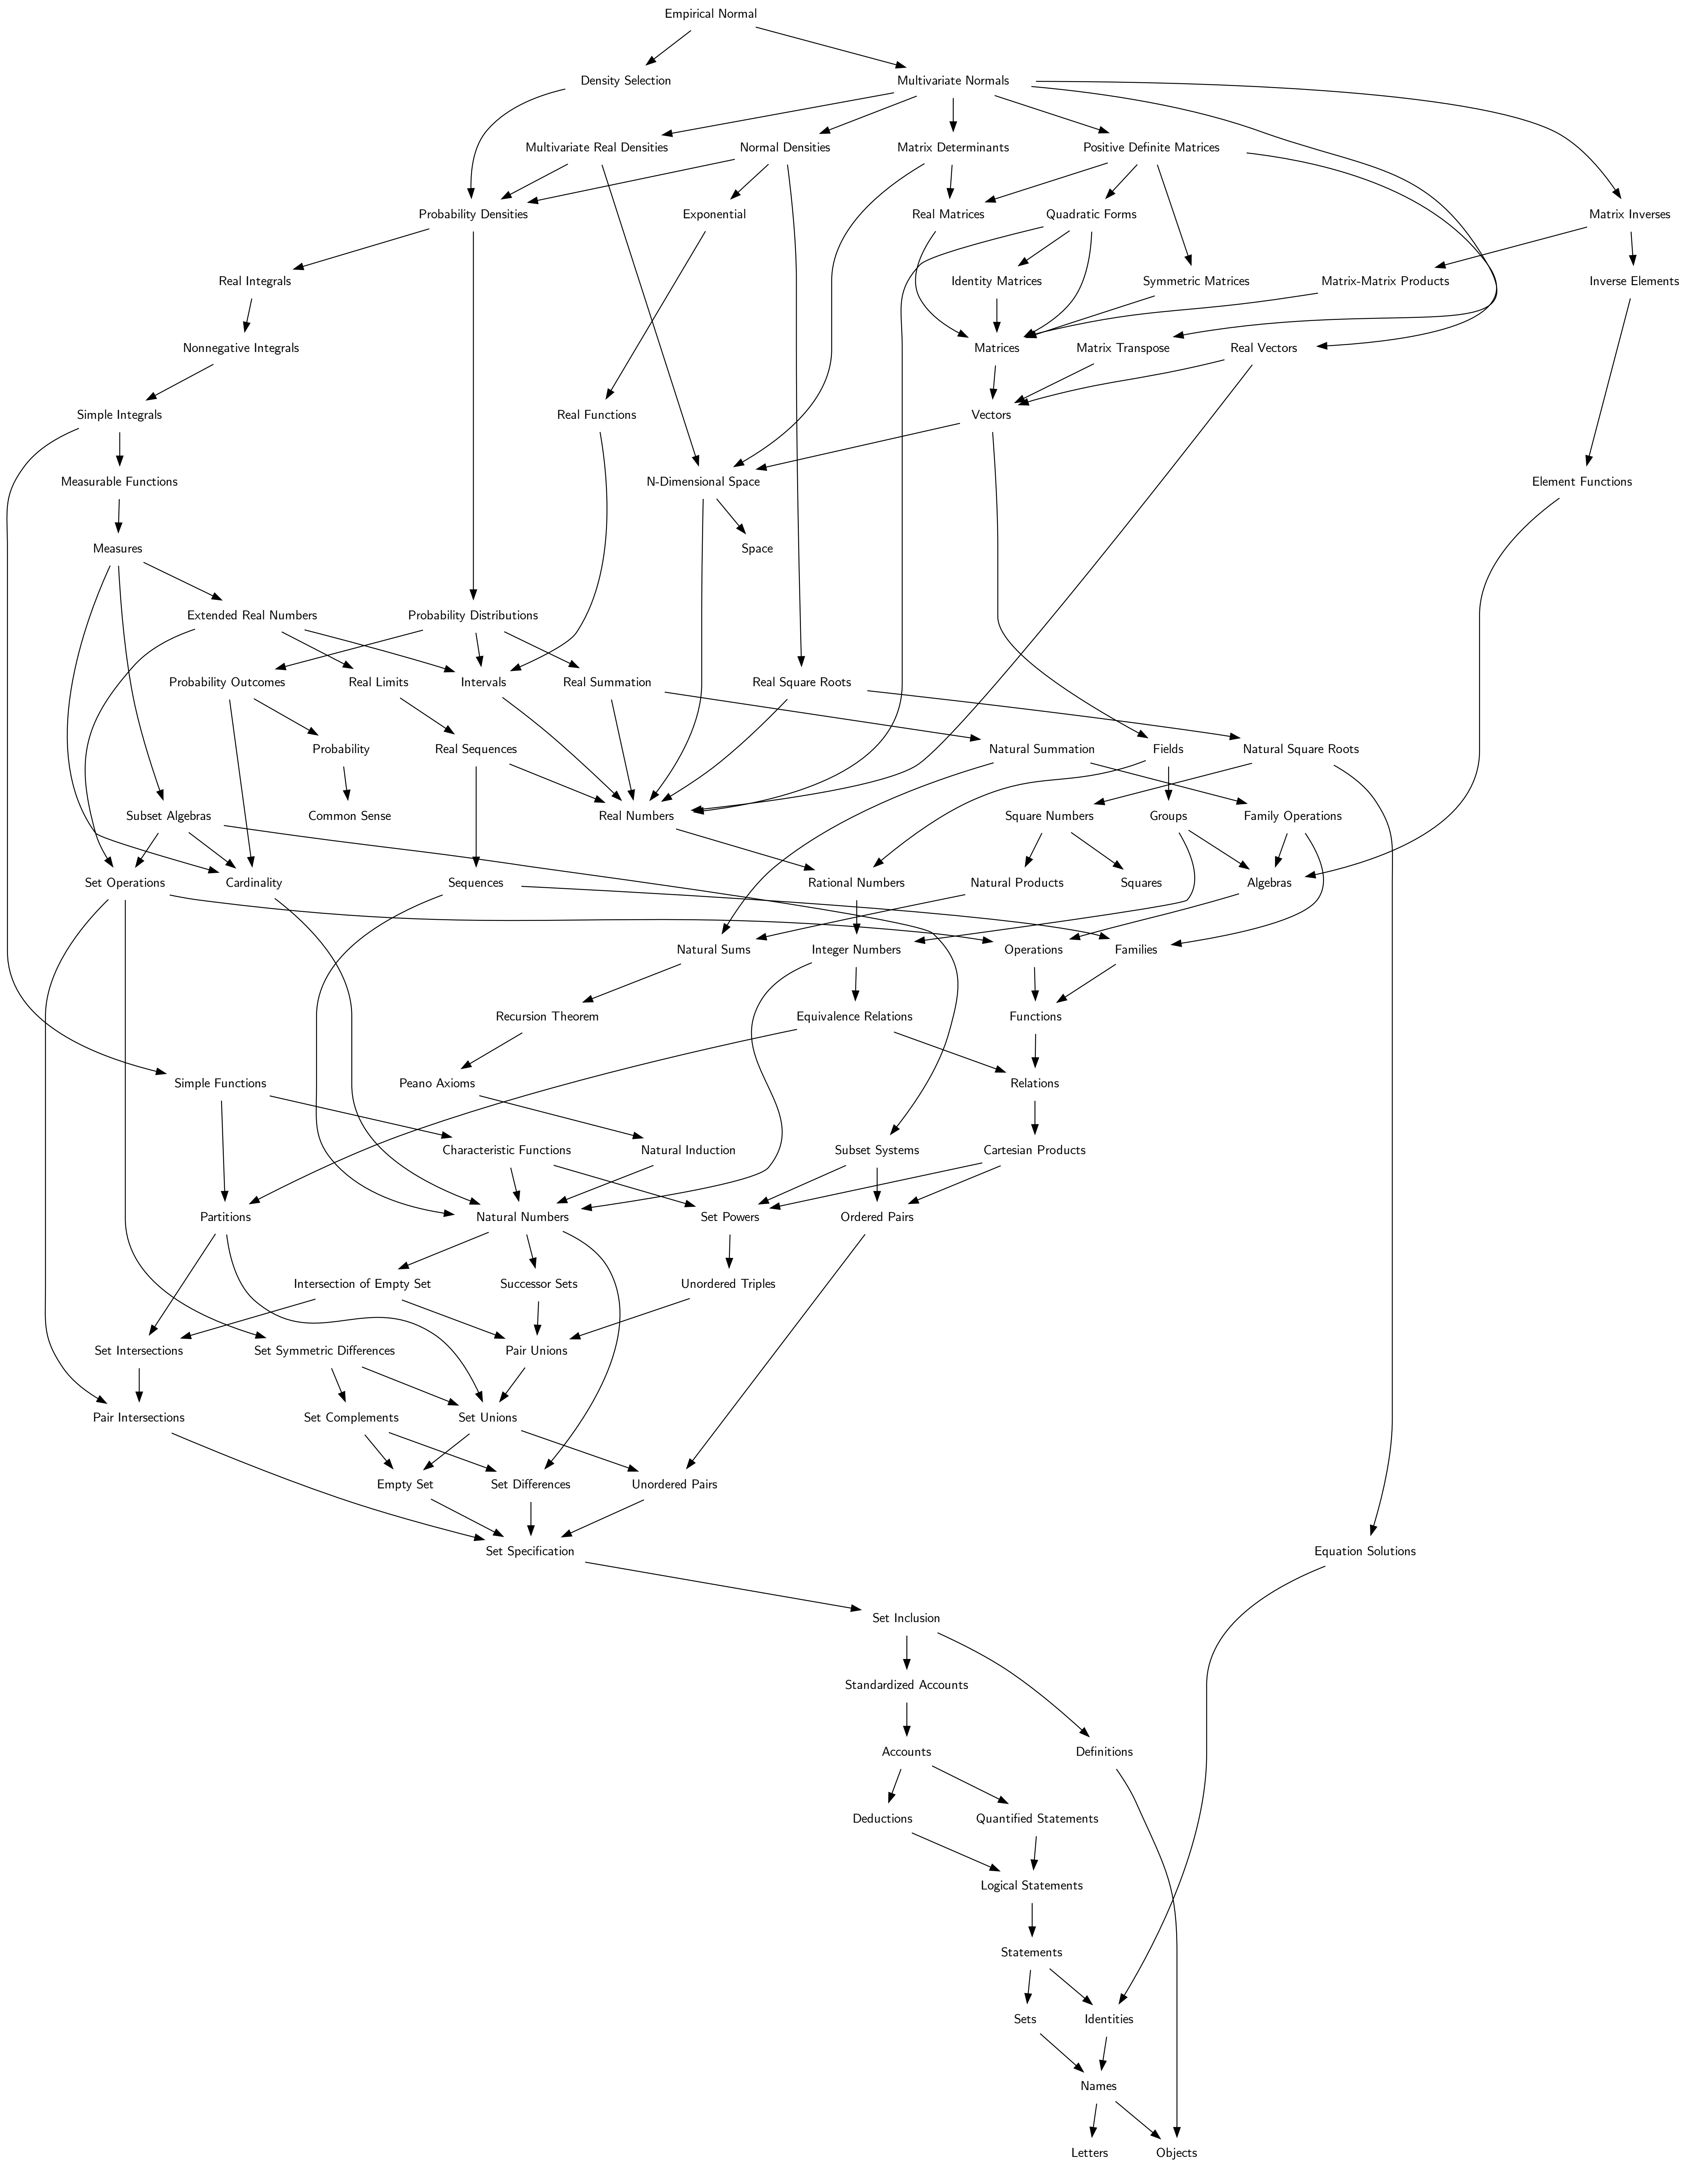 Empirical Normal
Density Selection
Multivariate Normals
Multivariate Real Densities
Normal Densities
Matrix Determinants
Positive Definite Matrices
Probability Densities
Exponential
Real Matrices
Quadratic Forms
Matrix Inverses
Real Integrals
Identity Matrices
Symmetric Matrices
Matrix-Matrix Products
Inverse Elements
Nonnegative Integrals
Matrices
Matrix Transpose
Real Vectors
Simple Integrals
Real Functions
Vectors
Measurable Functions
N-Dimensional Space
Element Functions
Measures
Space
Extended Real Numbers
Probability Distributions
Probability Outcomes
Real Limits
Intervals
Real Summation
Real Square Roots
Probability
Real Sequences
Natural Summation
Fields
Natural Square Roots
Subset Algebras
Common Sense
Real Numbers
Square Numbers
Groups
Family Operations
Set Operations
Cardinality
Sequences
Rational Numbers
Natural Products
Squares
Algebras
Natural Sums
Integer Numbers
Operations
Families
Recursion Theorem
Equivalence Relations
Functions
Simple Functions
Peano Axioms
Relations
Characteristic Functions
Natural Induction
Subset Systems
Cartesian Products
Partitions
Natural Numbers
Set Powers
Ordered Pairs
Intersection of Empty Set
Successor Sets
Unordered Triples
Set Intersections
Set Symmetric Differences
Pair Unions
Pair Intersections
Set Complements
Set Unions
Empty Set
Set Differences
Unordered Pairs
Set Specification
Equation Solutions
Set Inclusion
Standardized Accounts
Accounts
Definitions
Deductions
Quantified Statements
Logical Statements
Statements
Sets
Identities
Names
Letters
Objects